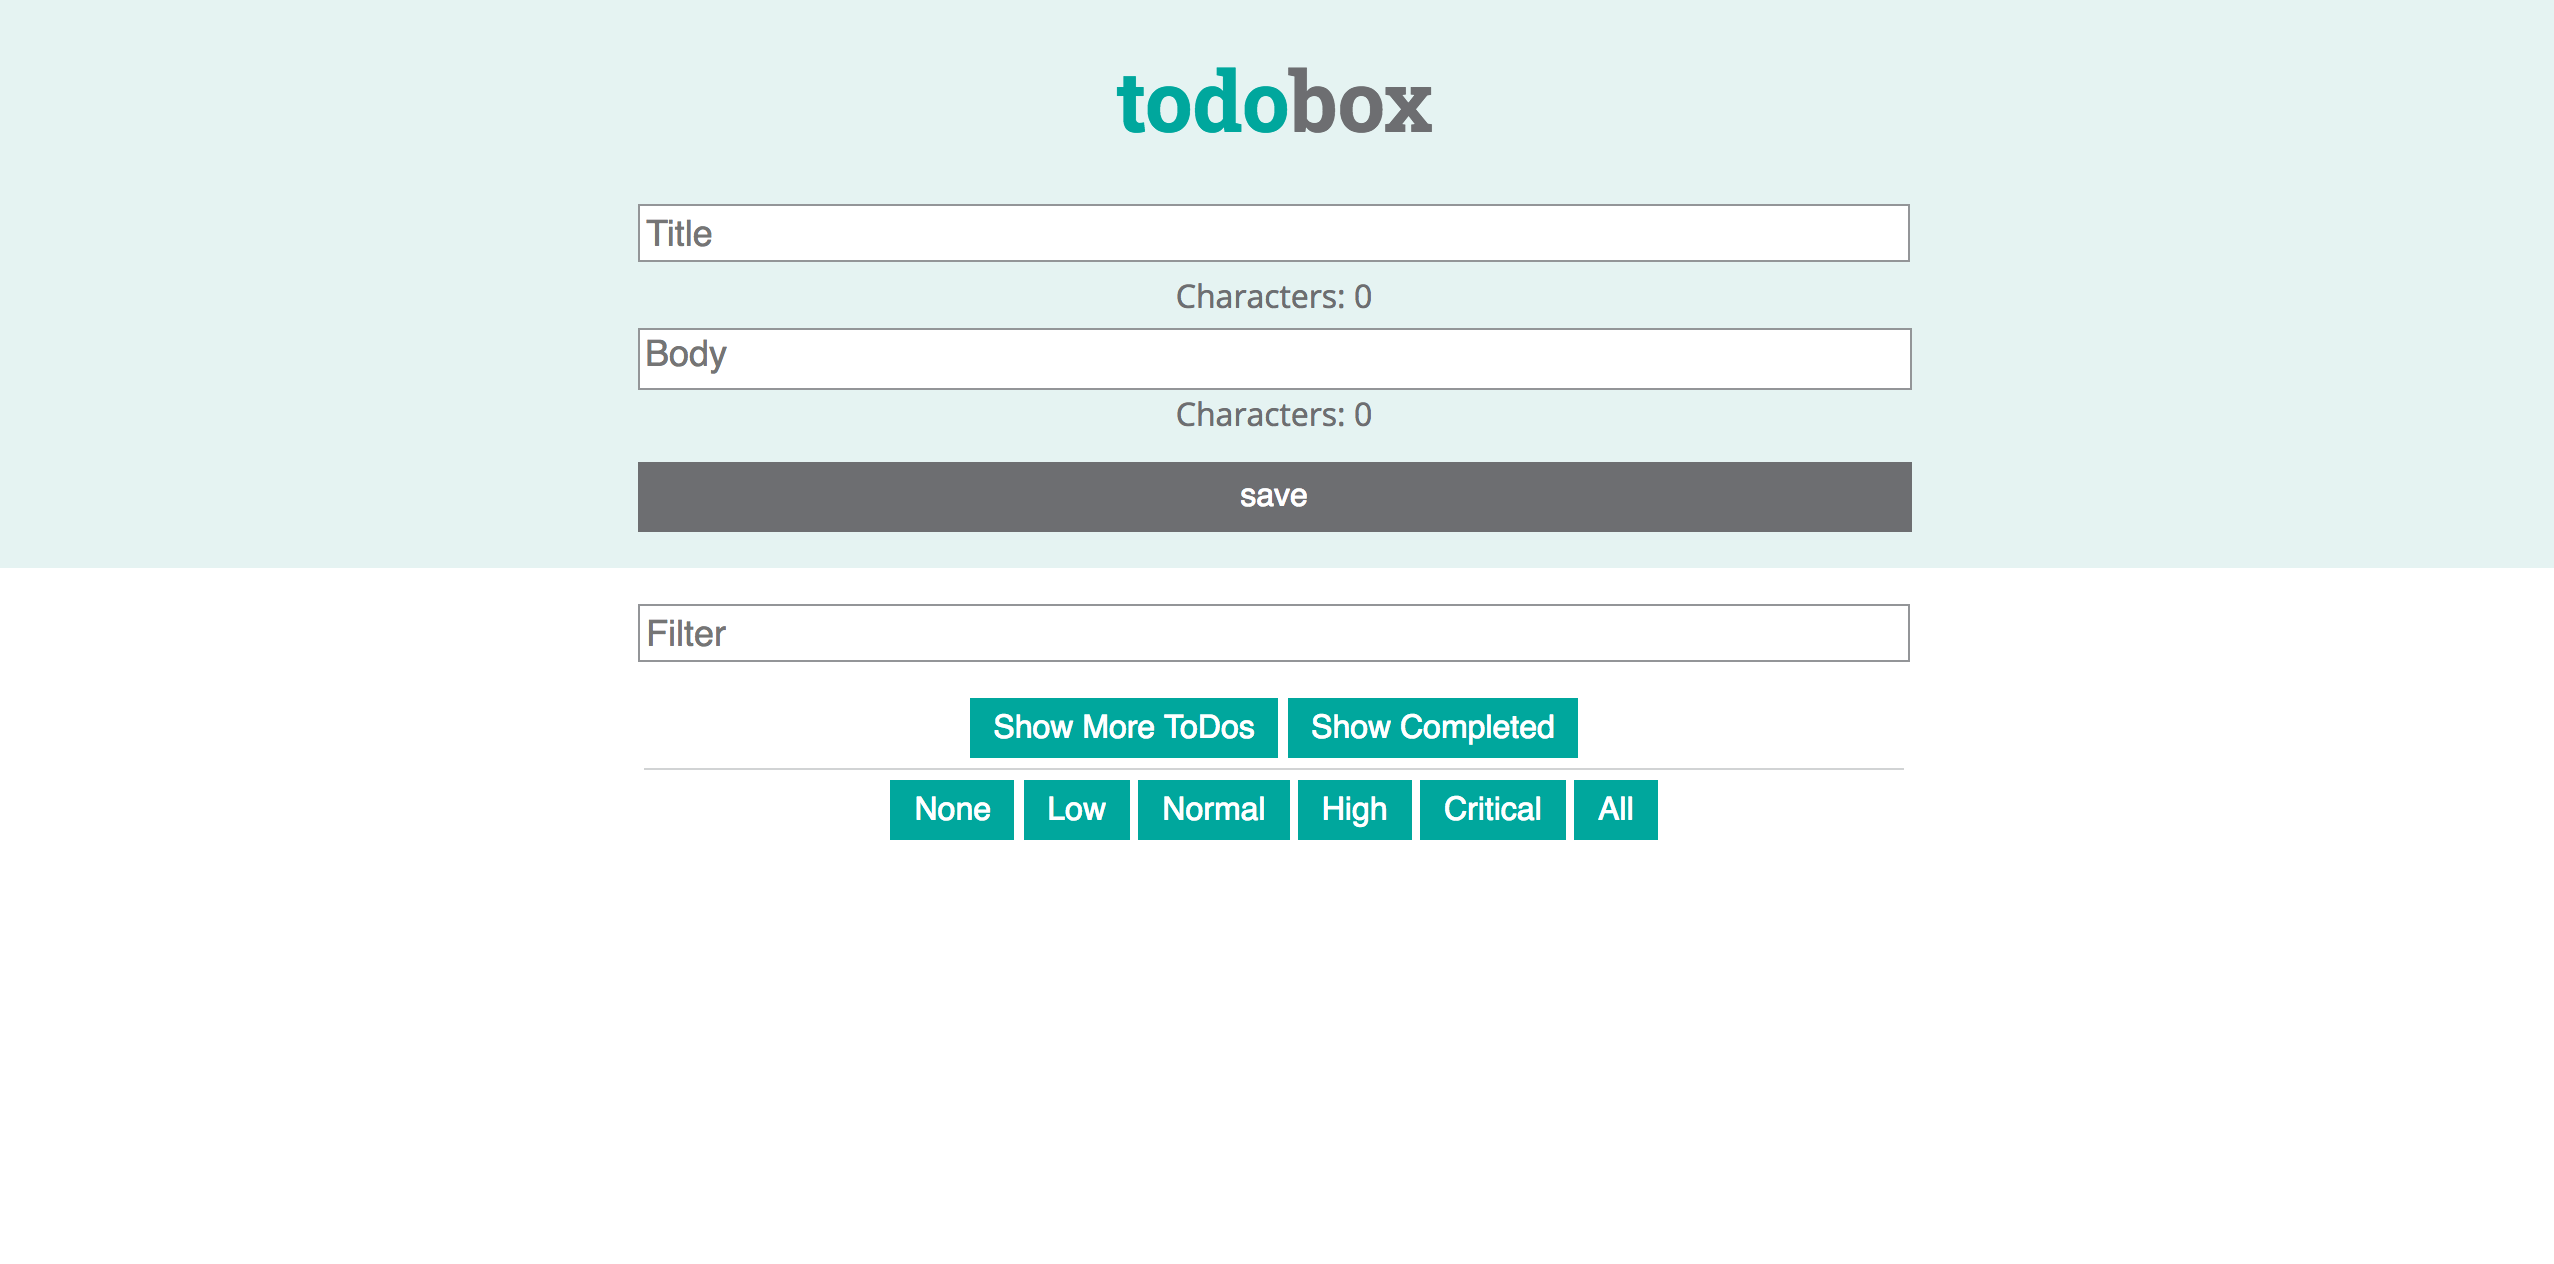 todobox
Title
Characters: 0
Body
Characters: 0
save
Filter
Show More ToDos Show Completed
None Low Normal High Critical All